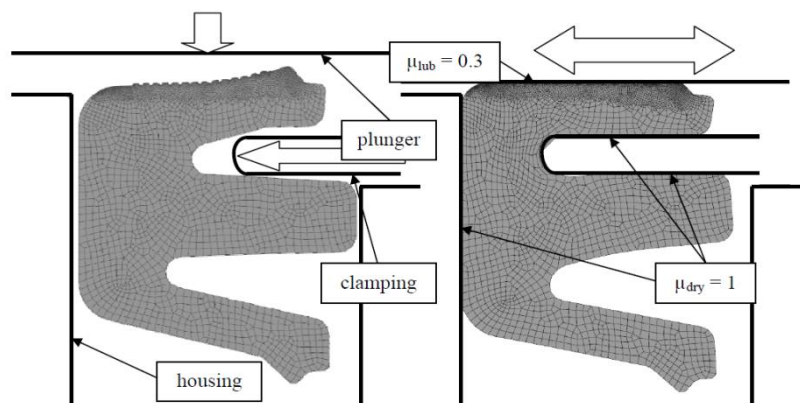 μlub = 0.3
plunger
clamping
μdry = 1
housing